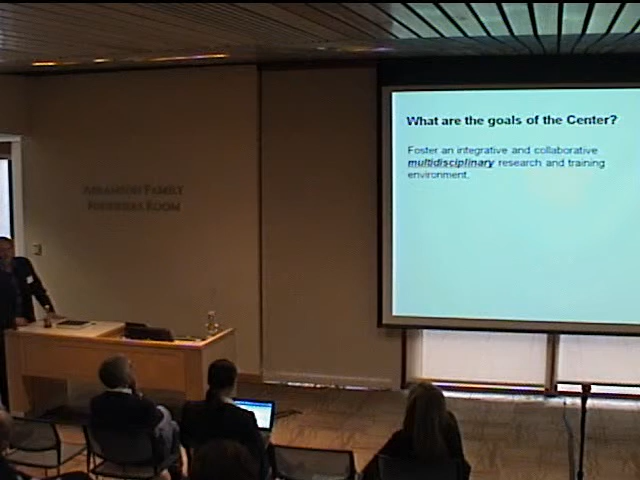 What are the goals of the Center?
Foster an integrative and collaborative
multidisciplinary research and training
environment.
Abramson Family
Founders Room